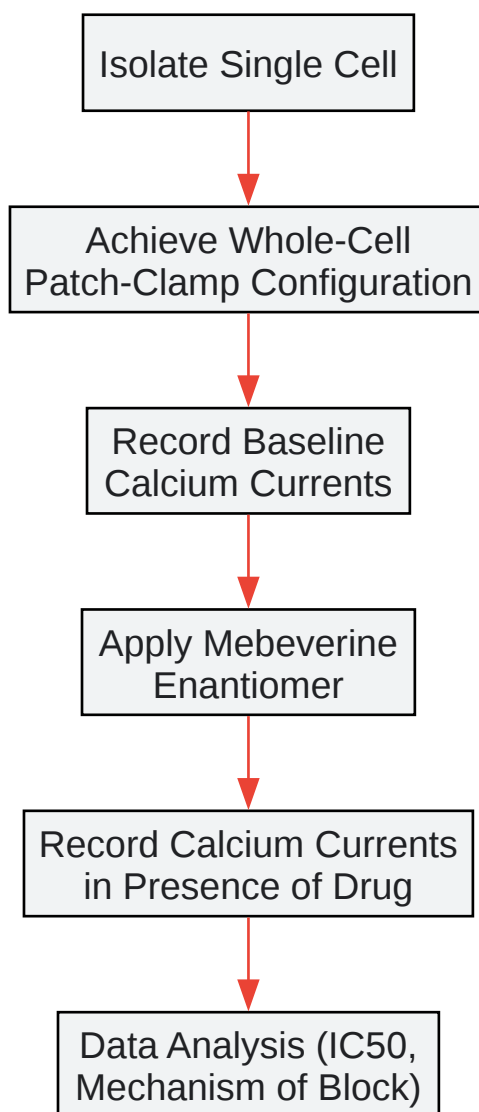 Isolate Single Cell
Achieve Whole-Cell
Patch-Clamp Configuration
Record Baseline
Calcium Currents
Apply Mebeverine
Enantiomer
Record Calcium Currents
in Presence of Drug
Data Analysis (IC50,
Mechanism of Block)